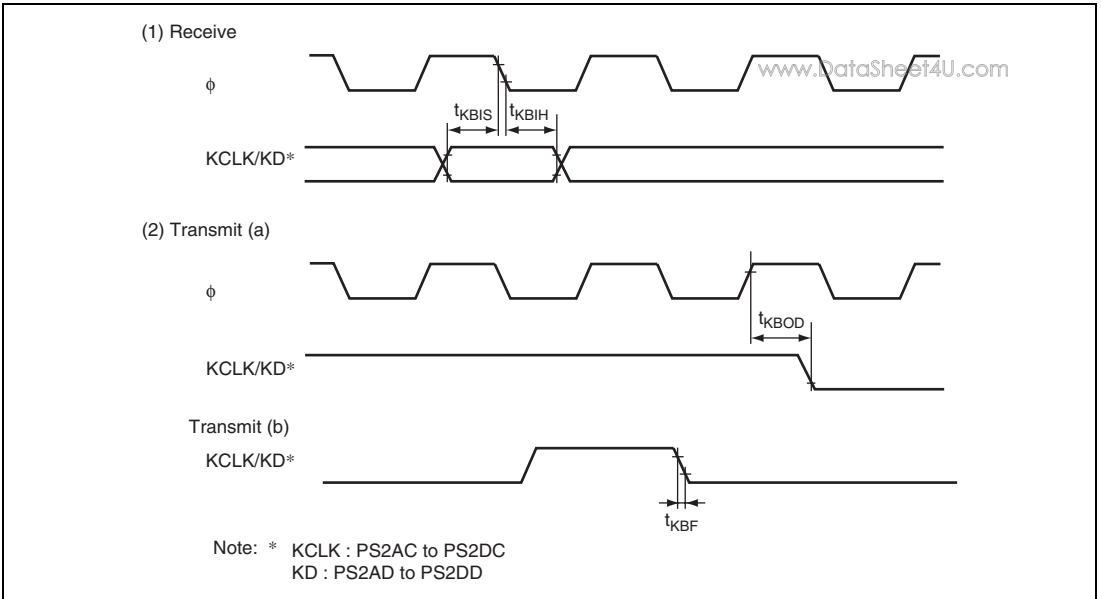 (1) Receive
www.DataSheet4U.com
ϕ
tKBIS
tKBIH
KCLK/KD*
(2) Transmit (a)
ϕ
tKBOD
KCLK/KD*
Transmit (b)
KCLK/KD*
tKBF
Note: * KCLK : PS2AC to PS2DC
KD : PS2AD to PS2DD